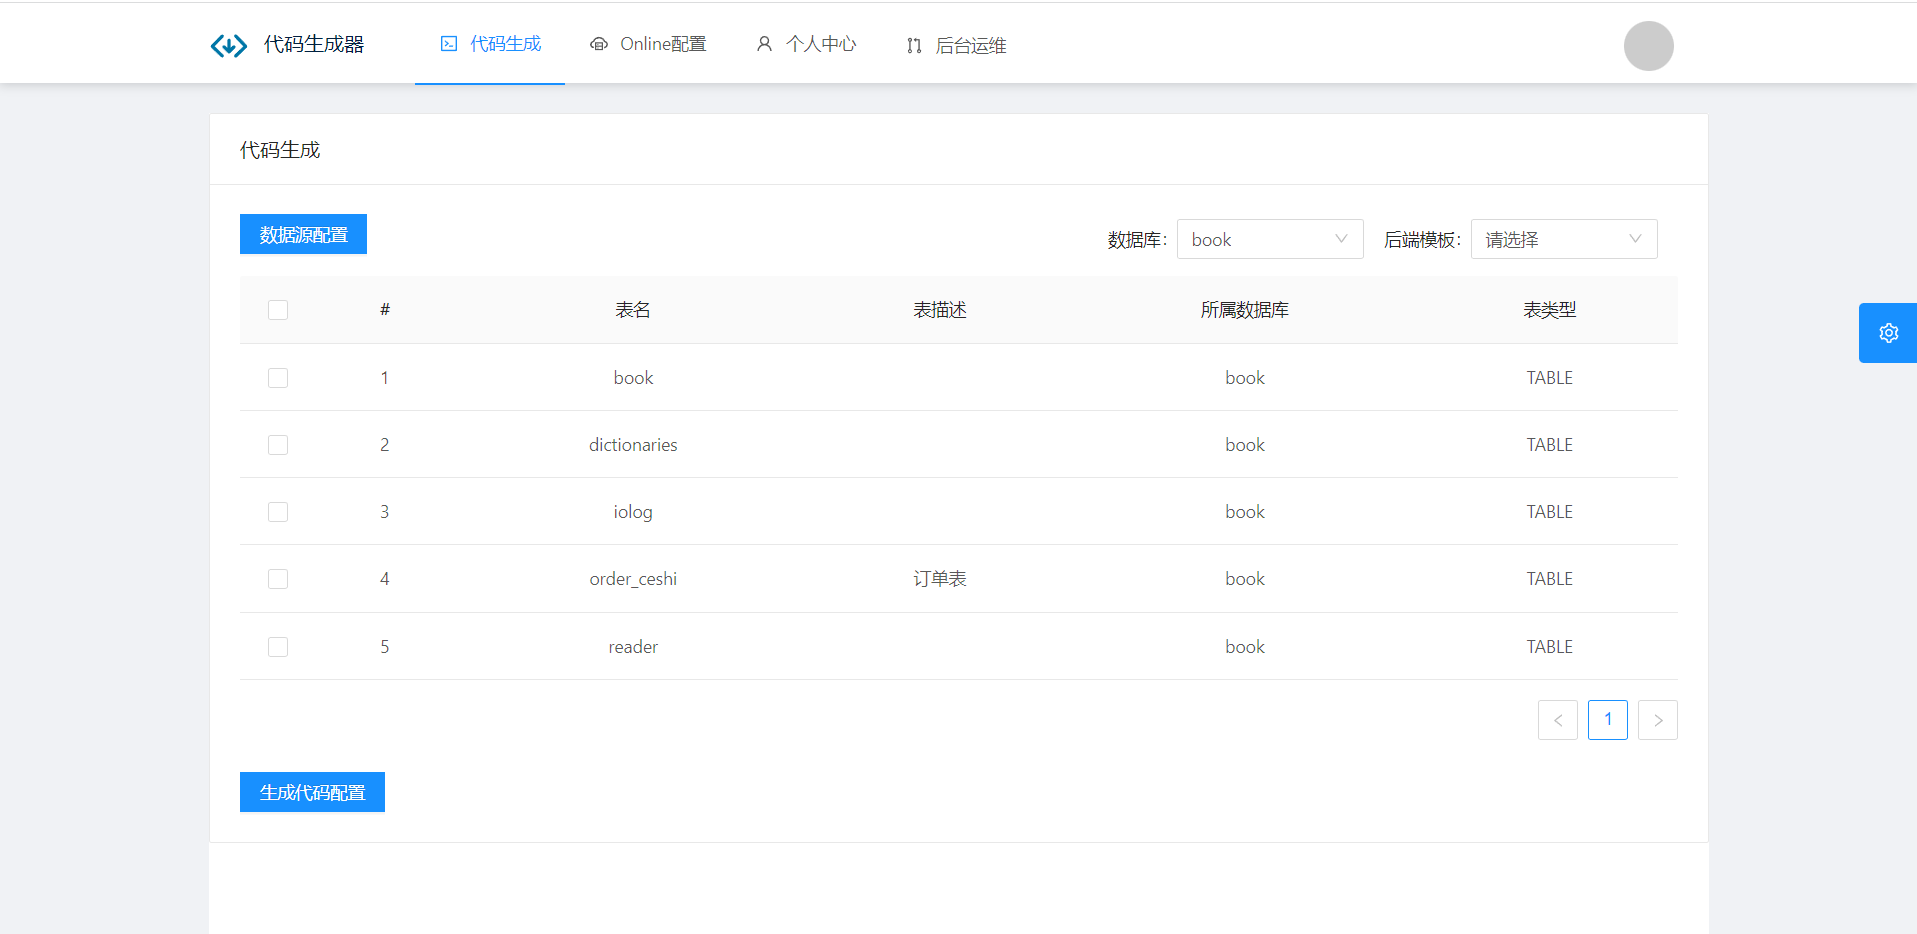 代码生成器 代码生成 Online配置 个人中心 后台运维
代码生成
数据源配置 数据库: book 后端模板: 请选择
# 表名 表描述 所属数据库 表类型
1 book book TABLE
2 dictionaries book TABLE
3 iolog book TABLE
4 order_ceshi 订单表 book TABLE
5 reader book TABLE
< 1 >
生成代码配置